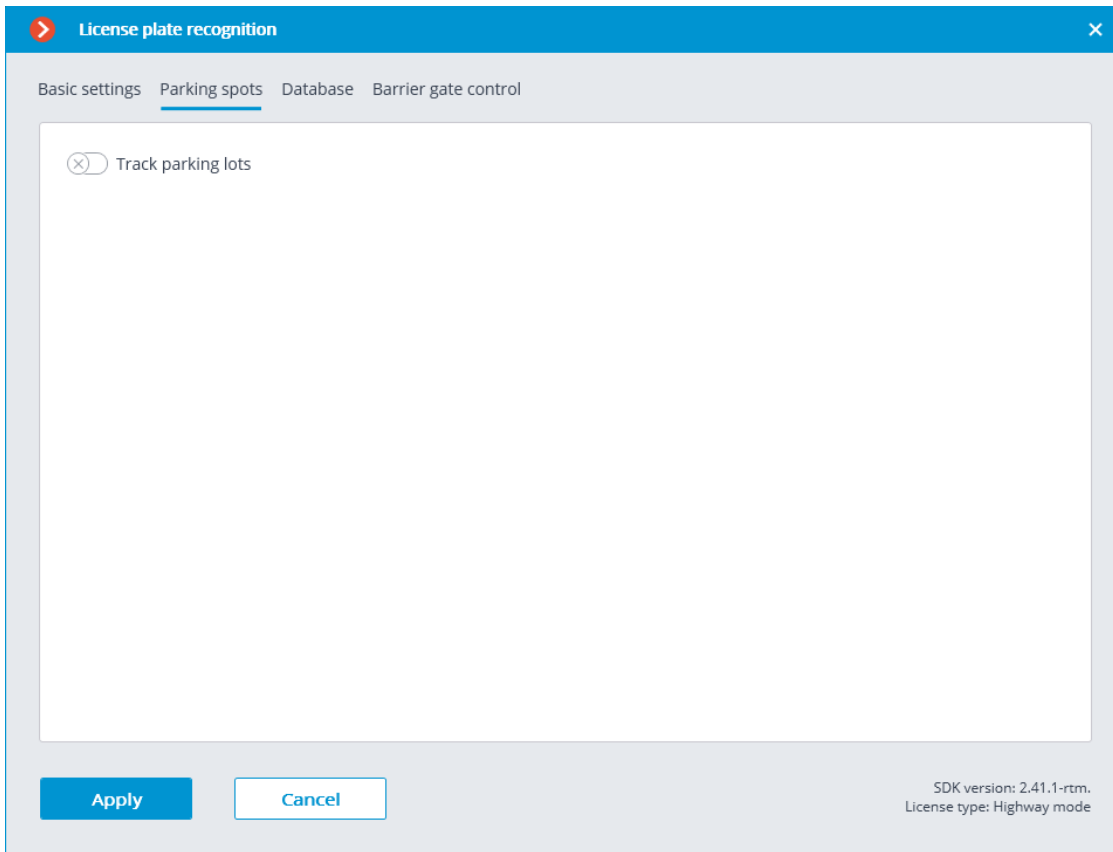 License plate recognition
Basic settings Parking spots Database Barrier gate control
Track parking lots
Apply Cancel
SDK version: 2.41.1-rtm.
License type: Highway mode